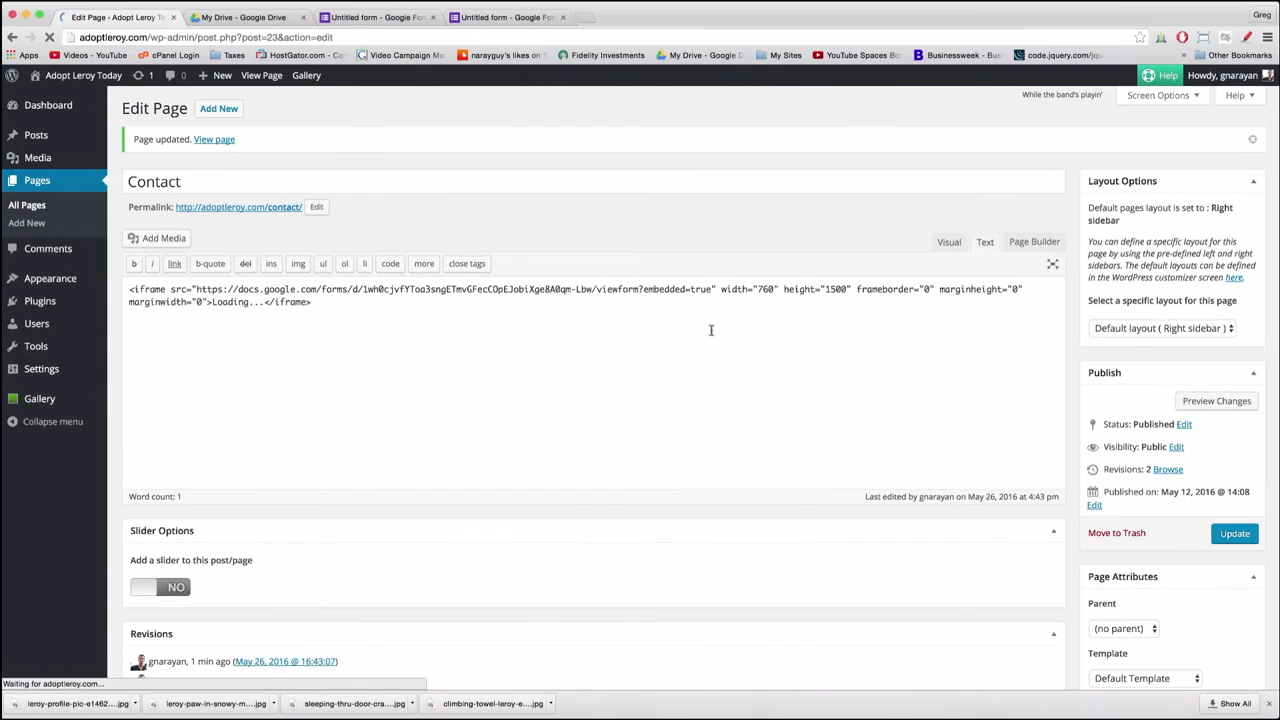 Edit Page ‹ Adopt Leroy To
My Drive - Google Drive
Untitled form - Google For
Untitled form - Google For
Greg
adoptleroy.com/wp-admin/post.php?post=23&action=edit
Apps
Videos - YouTube
cPanel Login
Taxes
HostGator.com - Ca
Video Campaign Ma
narayguy's likes on
Fidelity Investments
My Drive - Google D
My Sites
YouTube Spaces Bo
Businessweek - Busi
code.jquery.com/jqu
Other Bookmarks
Adopt Leroy Today
1
0
New
View Page
Gallery
Help
Howdy, gnarayan
Dashboard
Posts
Media
Pages
All Pages
Add New
Comments
Appearance
Plugins
Users
Tools
Settings
Gallery
Collapse menu
Edit Page
Add New
While the band's playin'
Screen Options
Help
Page updated. View page
Contact
Permalink: http://adoptleroy.com/contact/
Edit
Add Media
Visual
Text
Page Builder
b
i
link
b-quote
del
ins
img
ul
ol
li
code
more
close tags
<iframe src="https://docs.google.com/forms/d/1wh0cjvfYToa3sngETmvGFecCOpEJobiXge8A0qm-Lbw/viewform?embedded=true" width="760" height="1500" frameborder="0" marginheight="0"
marginwidth="0">Loading...</iframe>
Word count: 1
Last edited by gnarayan on May 26, 2016 at 4:43 pm
Slider Options
Add a slider to this post/page
NO
Revisions
gnarayan, 1 min ago (May 26, 2016 @ 16:43:07)
Layout Options
Default pages layout is set to : Right
sidebar
You can define a specific layout for this
page by using the pre-defined left and right
sidebars. The default layouts can be defined
in the WordPress customizer screen here.
Select a specific layout for this page
Default layout ( Right sidebar )
Publish
Preview Changes
Status: Published Edit
Visibility: Public Edit
Revisions: 2 Browse
Published on: May 12, 2016 @ 14:08
Edit
Move to Trash
Update
Page Attributes
Parent
(no parent)
Template
Default Template
Waiting for adoptleroy.com...
leroy-profile-pic-e1462....jpg
leroy-paw-in-snowy-m....jpg
sleeping-thru-door-cra....jpg
climbing-towel-leroy-e....jpg
Show All